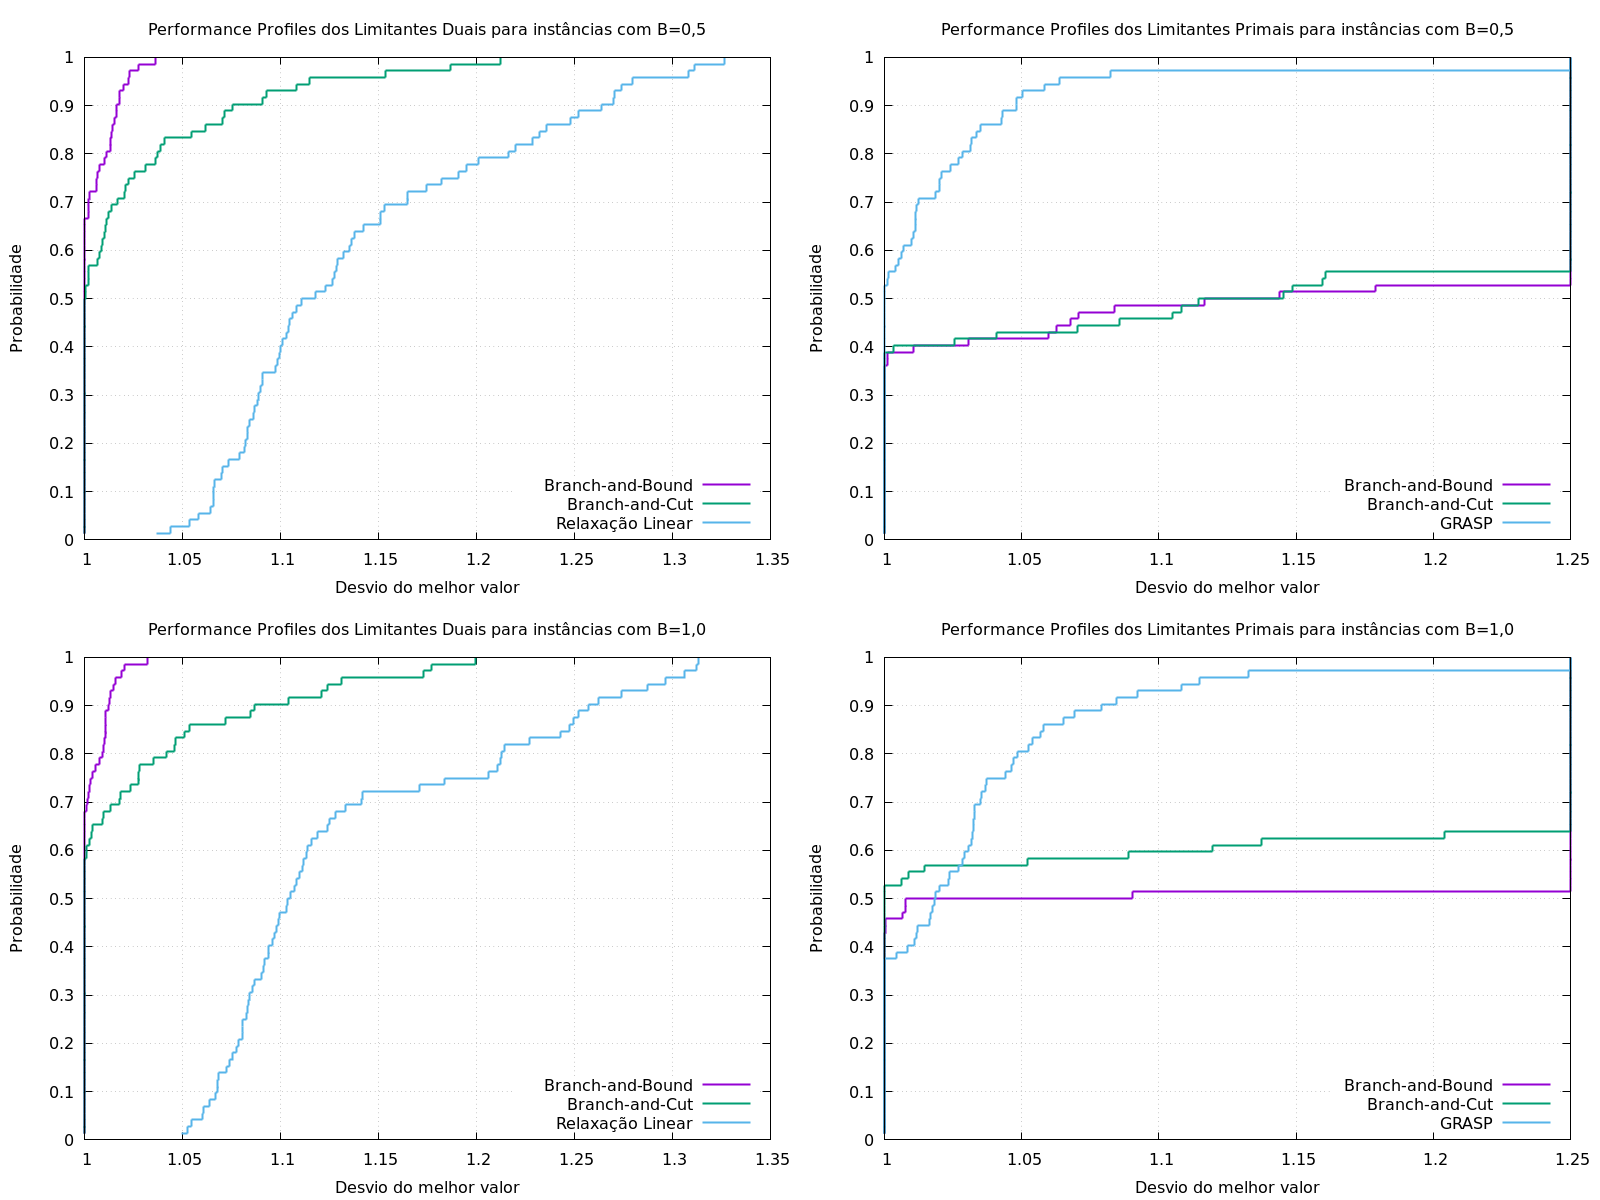 Performance Profiles dos Limitantes Duais para instâncias com B=0,5
1
0.9
0.8
0.7
0.6
0.5
0.4
0.3
0.2
0.1
0
Probabilidade
Branch-and-Bound
Branch-and-Cut
Relaxação Linear
1 1.05 1.1 1.15 1.2 1.25 1.3 1.35
Desvio do melhor valor
Performance Profiles dos Limitantes Primais para instâncias com B=0,5
1
0.9
0.8
0.7
0.6
0.5
0.4
0.3
0.2
0.1
0
Probabilidade
Branch-and-Bound
Branch-and-Cut
GRASP
1 1.05 1.1 1.15 1.2 1.25
Desvio do melhor valor
Performance Profiles dos Limitantes Duais para instâncias com B=1,0
1
0.9
0.8
0.7
0.6
0.5
0.4
0.3
0.2
0.1
0
Probabilidade
Branch-and-Bound
Branch-and-Cut
Relaxação Linear
1 1.05 1.1 1.15 1.2 1.25 1.3 1.35
Desvio do melhor valor
Performance Profiles dos Limitantes Primais para instâncias com B=1,0
1
0.9
0.8
0.7
0.6
0.5
0.4
0.3
0.2
0.1
0
Probabilidade
Branch-and-Bound
Branch-and-Cut
GRASP
1 1.05 1.1 1.15 1.2 1.25
Desvio do melhor valor